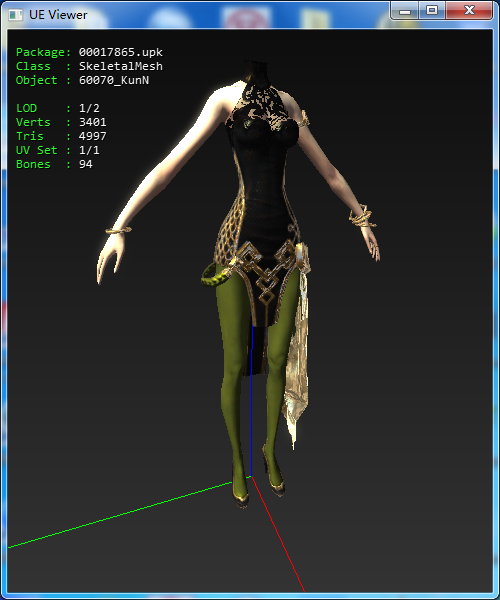 UE Viewer
Package: 00017865.upk
Class : SkeletalMesh
Object : 60070_KunN
LOD : 1/2
Verts : 3401
Tris : 4997
UV Set : 1/1
Bones : 94